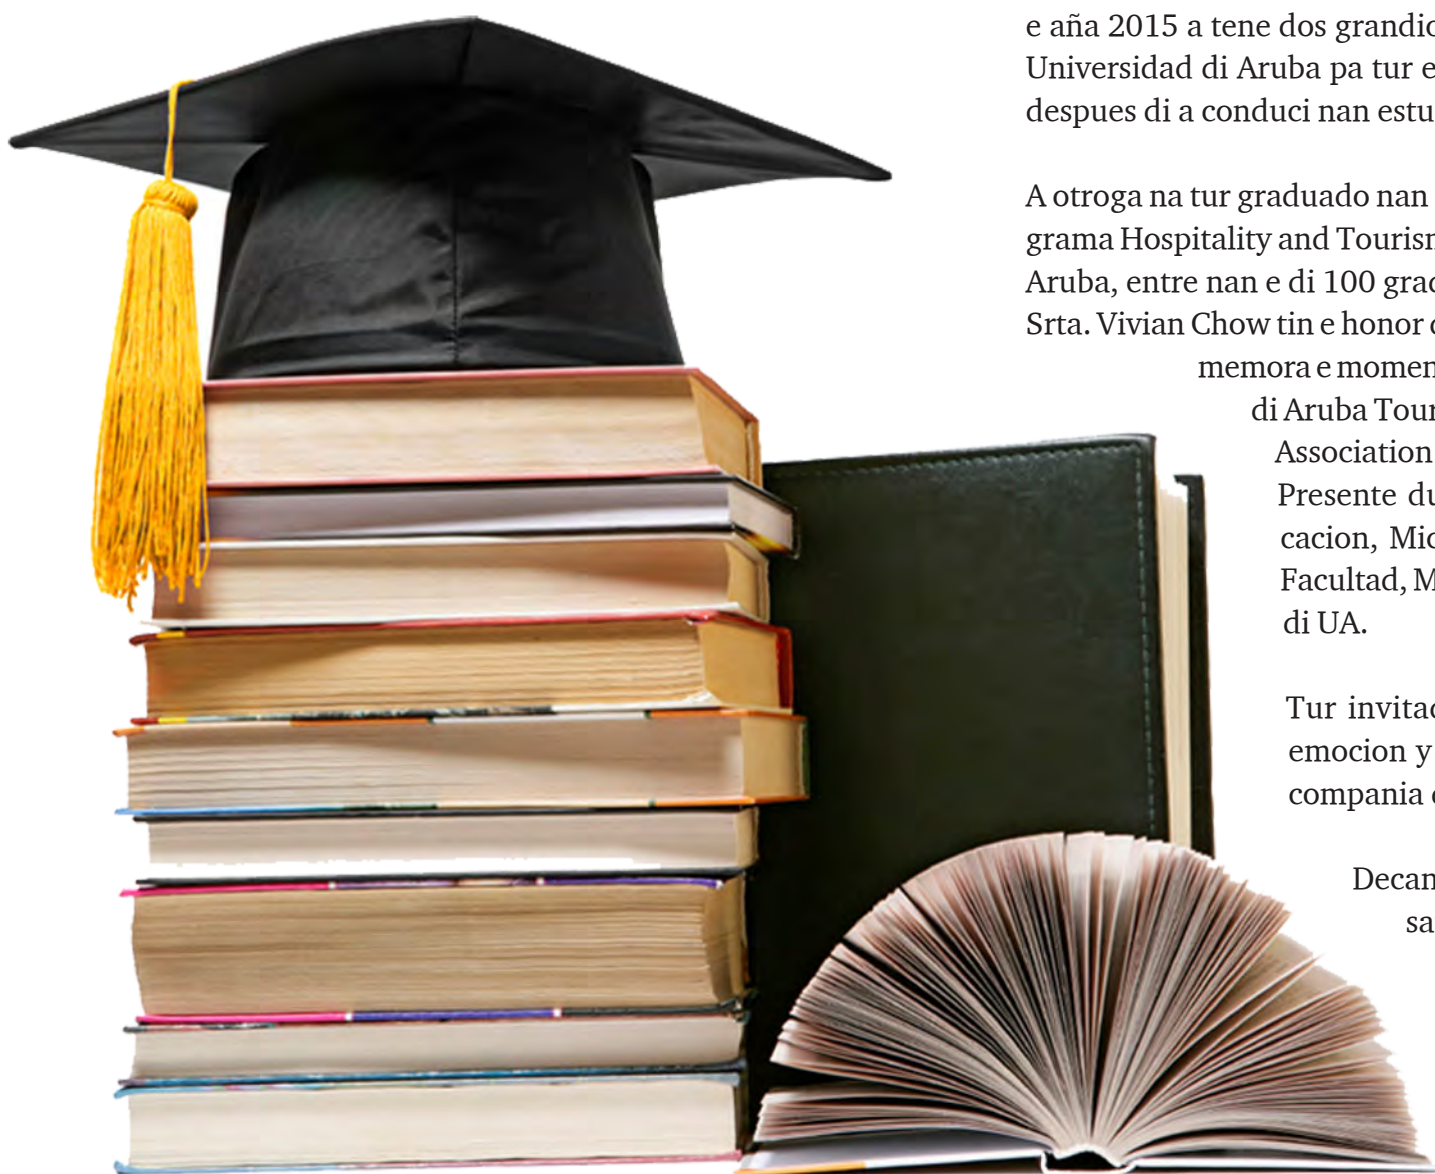 e aña 2015 a tene dos grandio
Universidad di Aruba pa tur e
despues di a conduci nan estu
A otroga na tur graduado nan
grama Hospitality and Tourism
Aruba, entre nan e di 100 grad
Srta. Vivian Chow tin e honor
memora e momen
di Aruba Tour
Association
Presente du
cacion, Mic
Facultad, M
di UA.
Tur invitac
emocion y
compania
Decan
sa